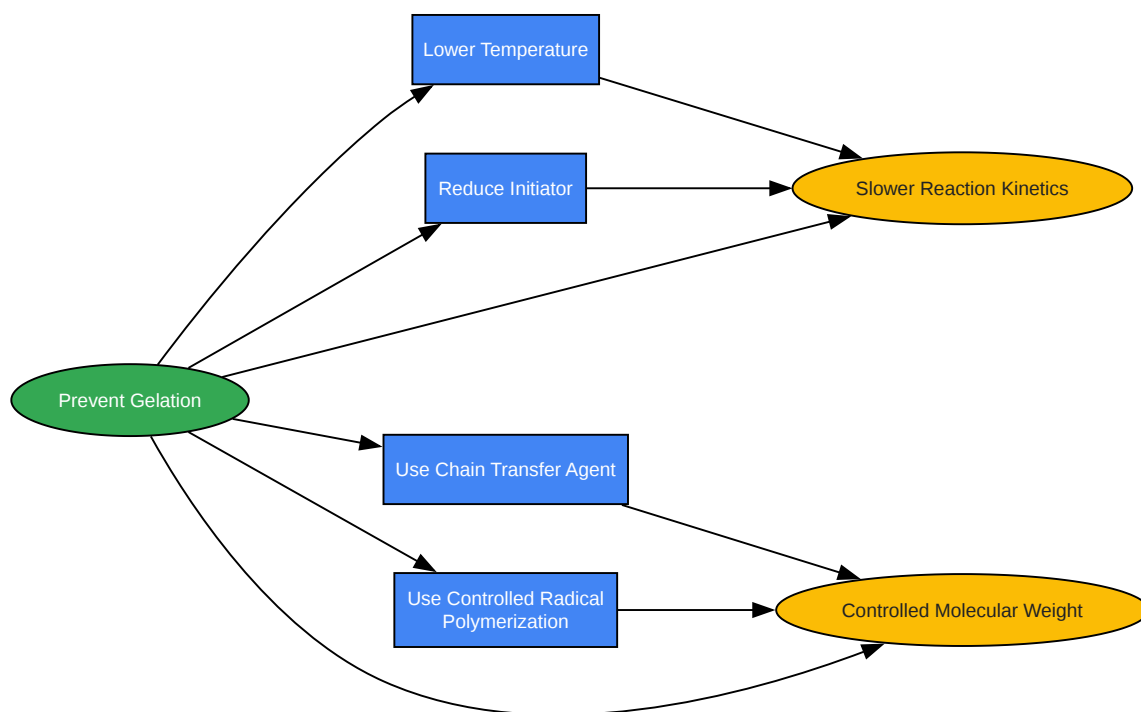 Lower Temperature
Reduce Initiator
Slower Reaction Kinetics
Prevent Gelation
Use Chain Transfer Agent
Use Controlled Radical
Polymerization
Controlled Molecular Weight